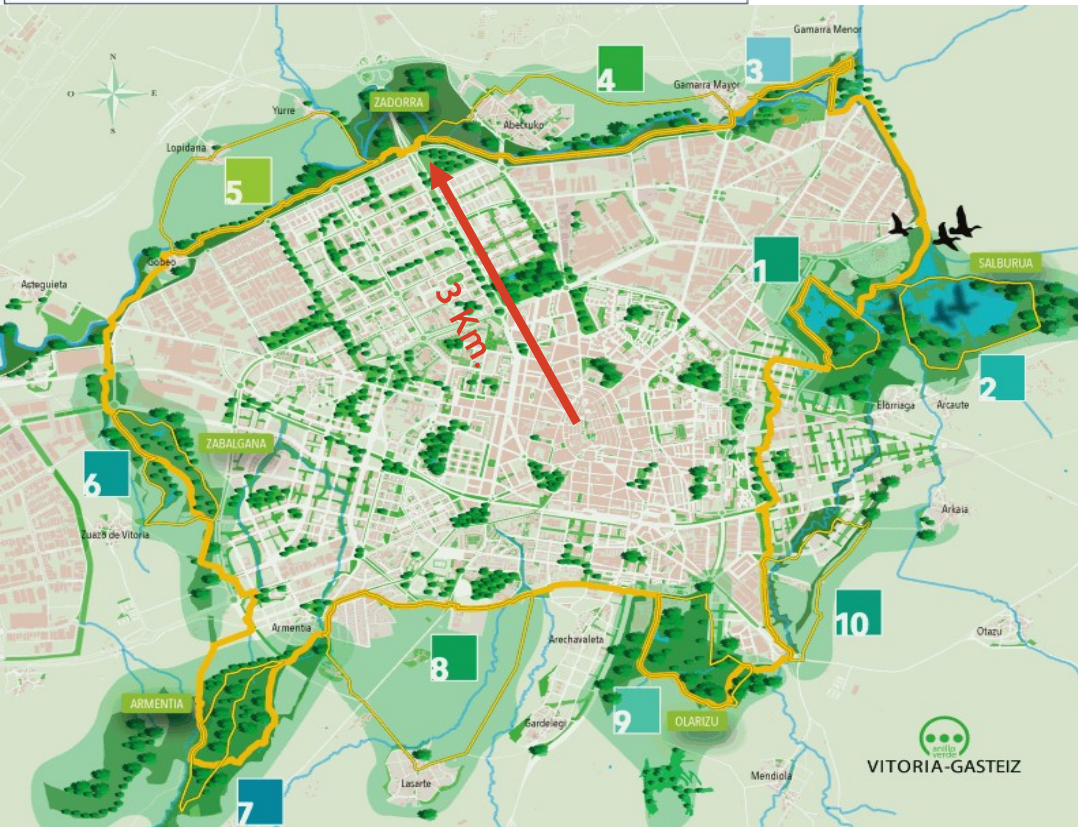 Gamarra Menor
N
O
E
S
3
4
Gamarra Mayor
ZADORRA
Yurre
Abetxuko
Lopidana
5
1
SALBURUA
Gobeo
Asteguieta
3 Km.
2
Elorriaga
Arcaute
ZABALGANA
6
Arkaia
Zuazo de Vitoria
10
Armentia
Arechavaleta
Otazu
8
ARMENTIA
9
OLARIZU
Gardelegi
anillo
verde
VITORIA-GASTEIZ
Mendiola
Lasarte
7